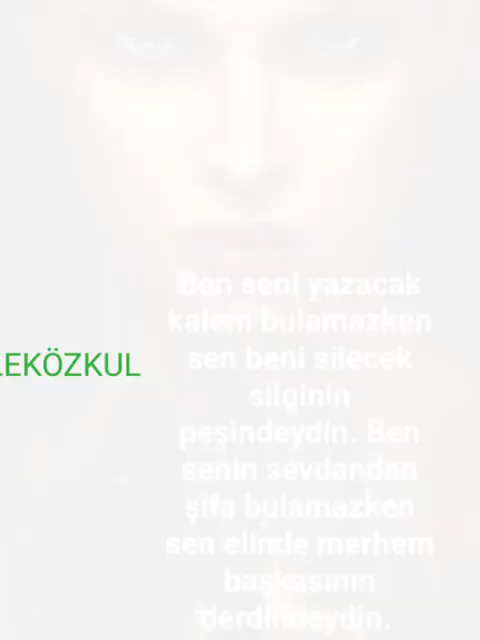 Ben seni yazacak
kalem bulamazken
LEKÖZKUL
sen beni silecek
silginin
peşindeydin. Ben
senin sevdandan
şifa bulamazken
sen elinde merhem
başkasının
derdindeydin.